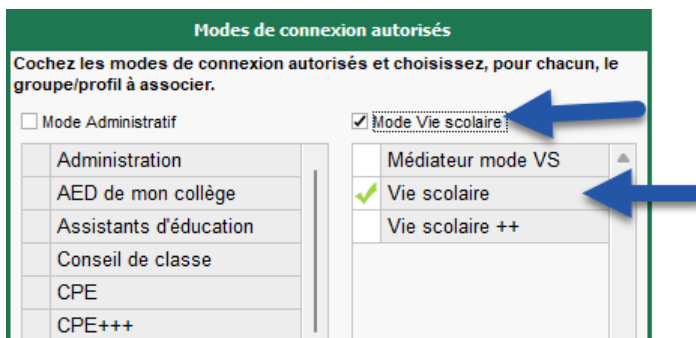 Modes de connexion autorisés
Cochez les modes de connexion autorisés et choisissez, pour chacun, le
groupe/profil à associer.
Mode Administratif
Administration
AED de mon collège
Assistants d'éducation
Conseil de classe
CPE
CPE+++
Mode Vie scolaire
Médiateur mode VS
Vie scolaire
Vie scolaire ++